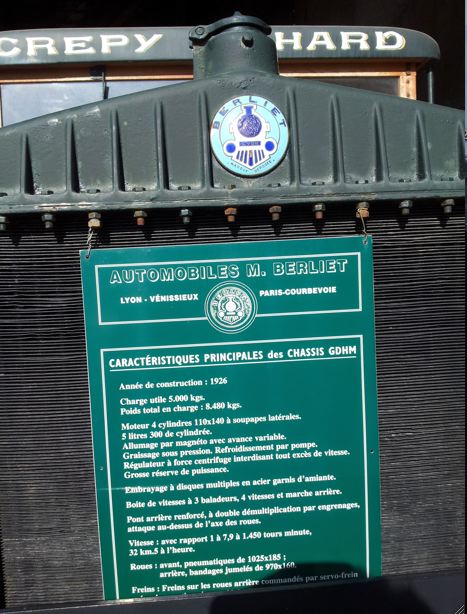 CREPY HARD
BERLIET
AUTOMOBILES M. BERLIET
LYON - VÉNISSIEUX PARIS-COURBEVOIE
CARACTÉRISTIQUES PRINCIPALES des CHASSIS GDHM
Année de construction : 1926
Charge utile 5.000 kgs.
Poids total en charge : 8.480 kgs.
Moteur 4 cylindres 110x140 à soupapes latérales.
5 litres 300 de cylindrée.
Allumage par magnéto avec avance variable.
Graissage sous pression. Refroidissement par pompe.
Régulateur à force centrifuge interdisant tout excès de vitesse.
Grosse réserve de puissance.
Embrayage à disques multiples en acier garnis d'amiante.
Boite de vitesses à 3 baladeurs, 4 vitesses et marche arrière.
Pont arrière renforcé, à double démultiplication par engrenages,
attaque au-dessus de l'axe des roues.
Vitesse : avec rapport 1 à 7,9 à 1.450 tours minute,
32 km.5 à l'heure.
Roues : avant, pneumatiques de 1025x185 ;
arrière, bandages jumelés de 970x160.
Freins : Freins sur les roues arrière commandés par servo-frein